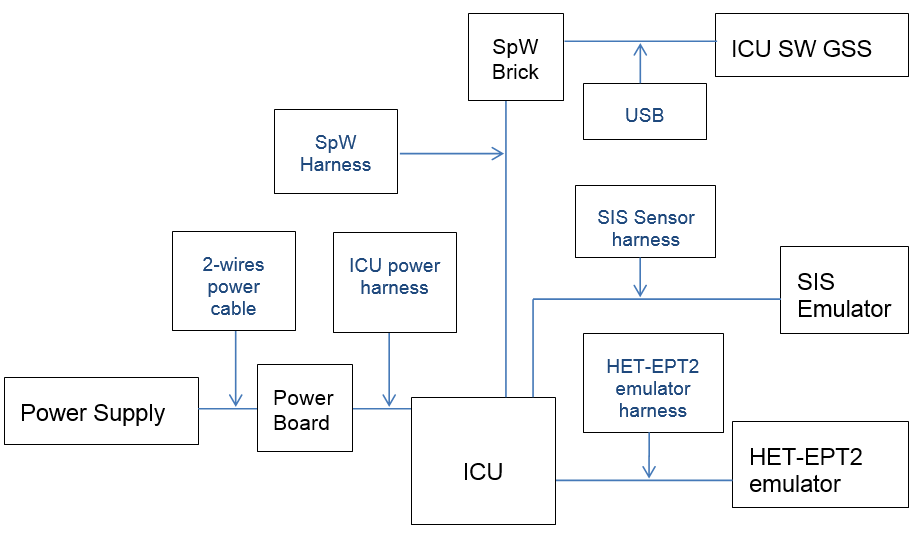 SpW
Brick
ICU SW GSS
USB
SpW
Harness
SIS Sensor
harness
2-wires
power
cable
ICU power
harness
SIS
Emulator
HET-EPT2
emulator
harness
Power Supply
Power
Board
ICU
HET-EPT2
emulator